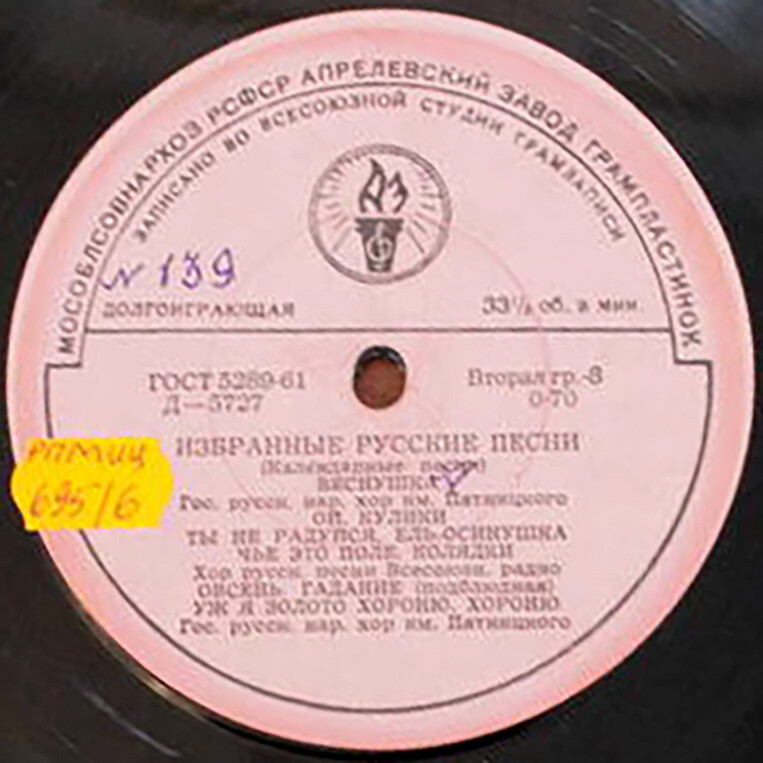 МОСОБЛСОВНАРХОЗ РСФСР АПРЕЛЕВСКИЙ ЗАВОД ГРАМПЛАСТИНОК
ЗАПИСАНО ВО ВСЕСОЮЗНОЙ СТУДИИ ГРАМЗАПИСИ
АЗ
№ 139
ДОЛГОИГРАЮЩАЯ 33⅓ об. в мин.
ГОСТ 5289-61 Вторая гр.-3
Д—5727 0-70
РПМИЦ
695/6
ИЗБРАННЫЕ РУССКИЕ ПЕСНИ
(Календарные песни)
ВЕСНУШКА
Гос. русск. нар. хор им. Пятницкого
ОЙ, КУЛИКИ
ТЫ НЕ РАДУЙСЯ, ЕЛЬ-ОСИНУШКА
ЧЬЕ ЭТО ПОЛЕ, КОЛЯДКИ
Хор русск. песни Всесоюзн. радио
ОВСЕНЬ, ГАДАНИЕ (подблюдная)
УЖ Я ЗОЛОТО ХОРОНЮ, ХОРОНЮ
Гос. русск. нар. хор им. Пятницкого